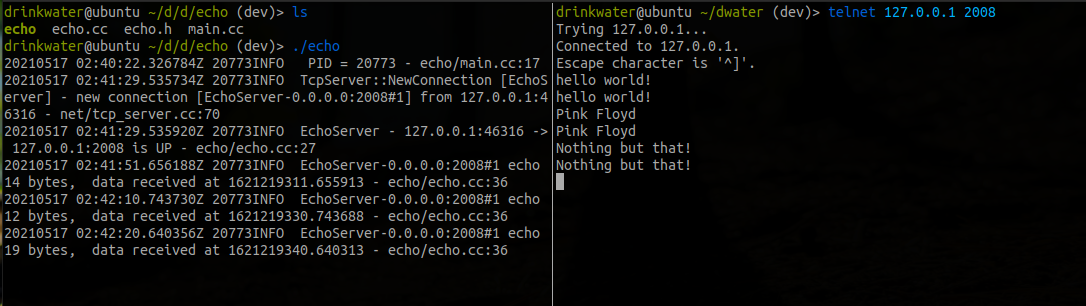 drinkwater@ubuntu ~/d/d/echo (dev)> ls
echo  echo.cc  echo.h  main.cc
drinkwater@ubuntu ~/d/d/echo (dev)> ./echo
20210517 02:40:22.326784Z 20773INFO   PID = 20773 - echo/main.cc:17
20210517 02:41:29.535734Z 20773INFO  TcpServer::NewConnection [EchoS
erver] - new connection [EchoServer-0.0.0.0:2008#1] from 127.0.0.1:4
6316 - net/tcp_server.cc:70
20210517 02:41:29.535920Z 20773INFO  EchoServer - 127.0.0.1:46316 ->
 127.0.0.1:2008 is UP - echo/echo.cc:27
20210517 02:41:51.656188Z 20773INFO  EchoServer-0.0.0.0:2008#1 echo
14 bytes,  data received at 1621219311.655913 - echo/echo.cc:36
20210517 02:42:10.743730Z 20773INFO  EchoServer-0.0.0.0:2008#1 echo
12 bytes,  data received at 1621219330.743688 - echo/echo.cc:36
20210517 02:42:20.640356Z 20773INFO  EchoServer-0.0.0.0:2008#1 echo
19 bytes,  data received at 1621219340.640313 - echo/echo.cc:36
drinkwater@ubuntu ~/dwater (dev)> telnet 127.0.0.1 2008
Trying 127.0.0.1...
Connected to 127.0.0.1.
Escape character is '^]'.
hello world!
hello world!
Pink Floyd
Pink Floyd
Nothing but that!
Nothing but that!